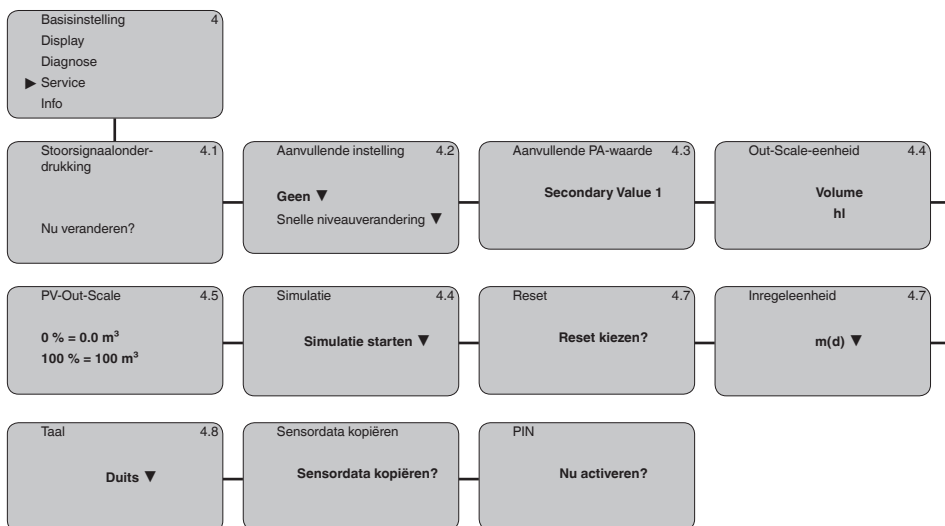 Basisinstelling 4
Display
Diagnose
▶ Service
Info
Stoorsignaalonder-
drukking 4.1
Nu veranderen?
Aanvullende instelling 4.2
Geen ▼
Snelle niveauverandering ▼
Aanvullende PA-waarde 4.3
Secondary Value 1
Out-Scale-eenheid 4.4
Volume
hl
PV-Out-Scale 4.5
0 % = 0.0 m³
100 % = 100 m³
Simulatie 4.4
Simulatie starten ▼
Reset 4.7
Reset kiezen?
Inregeleenheid 4.7
m(d) ▼
Taal 4.8
Duits ▼
Sensordata kopiëren
Sensordata kopiëren?
PIN
Nu activeren?